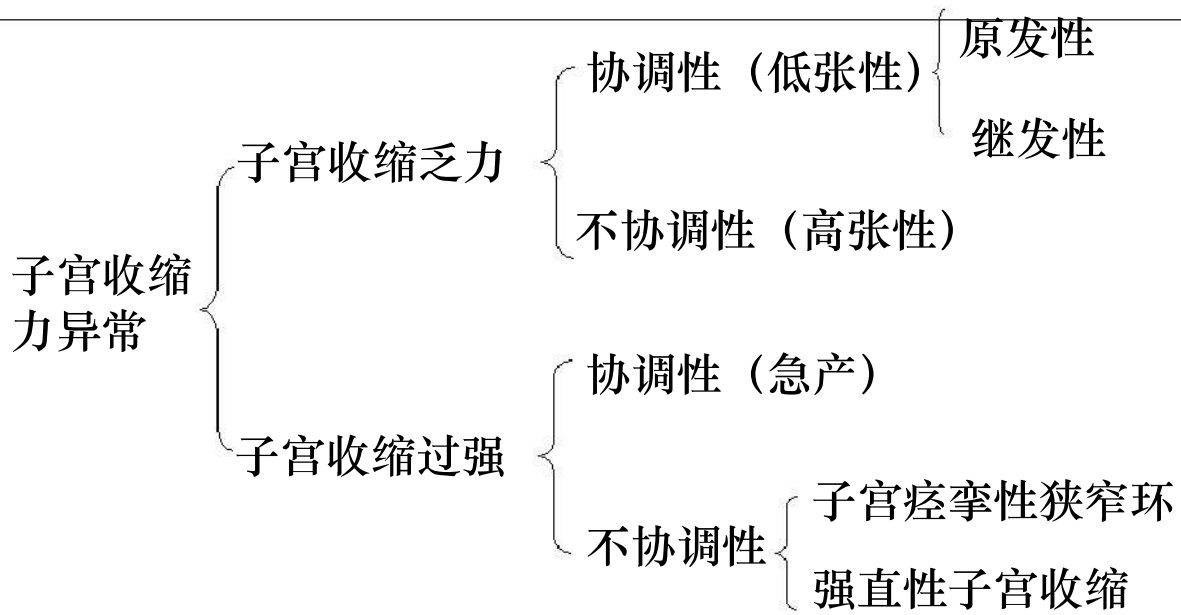 原发性
协调性（低张性）
继发性
子宫收缩乏力
不协调性（高张性）
子宫收缩
力异常
协调性（急产）
子宫收缩过强
子宫痉挛性狭窄环
不协调性
强直性子宫收缩